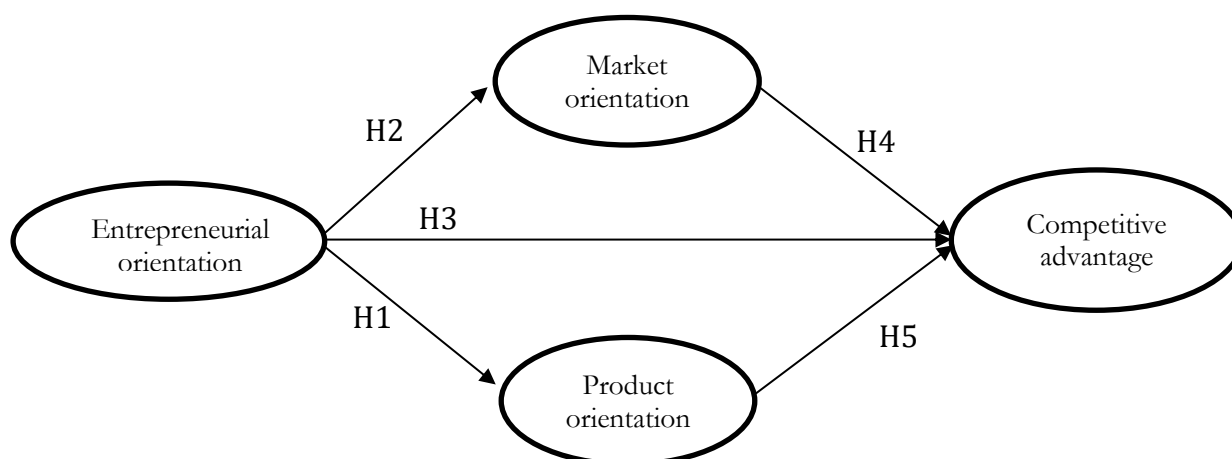 Market
orientation
H2
H4
Entrepreneurial
orientation
H3
Competitive
advantage
H1
H5
Product
orientation